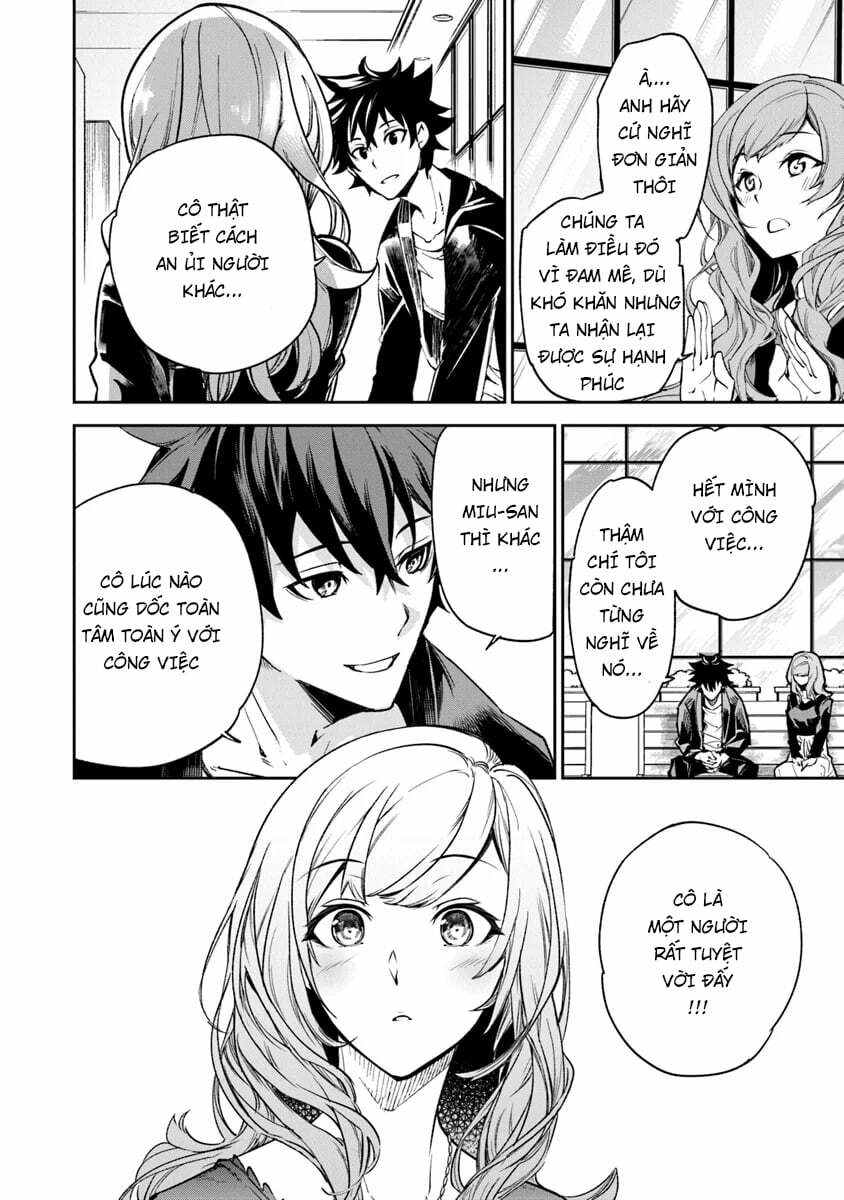 À,...
ANH HÃY
CỨ NGHĨ
ĐƠN GIẢN
THÔI
CHÚNG TA
LÀM ĐIỀU ĐÓ
VÌ ĐAM MÊ, DÙ
KHÓ KHĂN NHƯNG
TA NHẬN LẠI
ĐƯỢC SỰ HẠNH
PHÚC
CÔ THẬT
BIẾT CÁCH
AN ỦI NGƯỜI
KHÁC...
HẾT MÌNH
VỚI CÔNG
VIỆC...
THẬM
CHÍ TÔI
CÒN CHƯA
TỪNG
NGHĨ VỀ
NÓ...
NHƯNG
MIU-SAN
THÌ KHÁC
...
CÔ LÚC NÀO
CŨNG DỐC TOÀN
TÂM TOÀN Ý VỚI
CÔNG VIỆC
CÔ LÀ
MỘT NGƯỜI
RẤT TUYỆT
VỜI ĐẤY
!!!